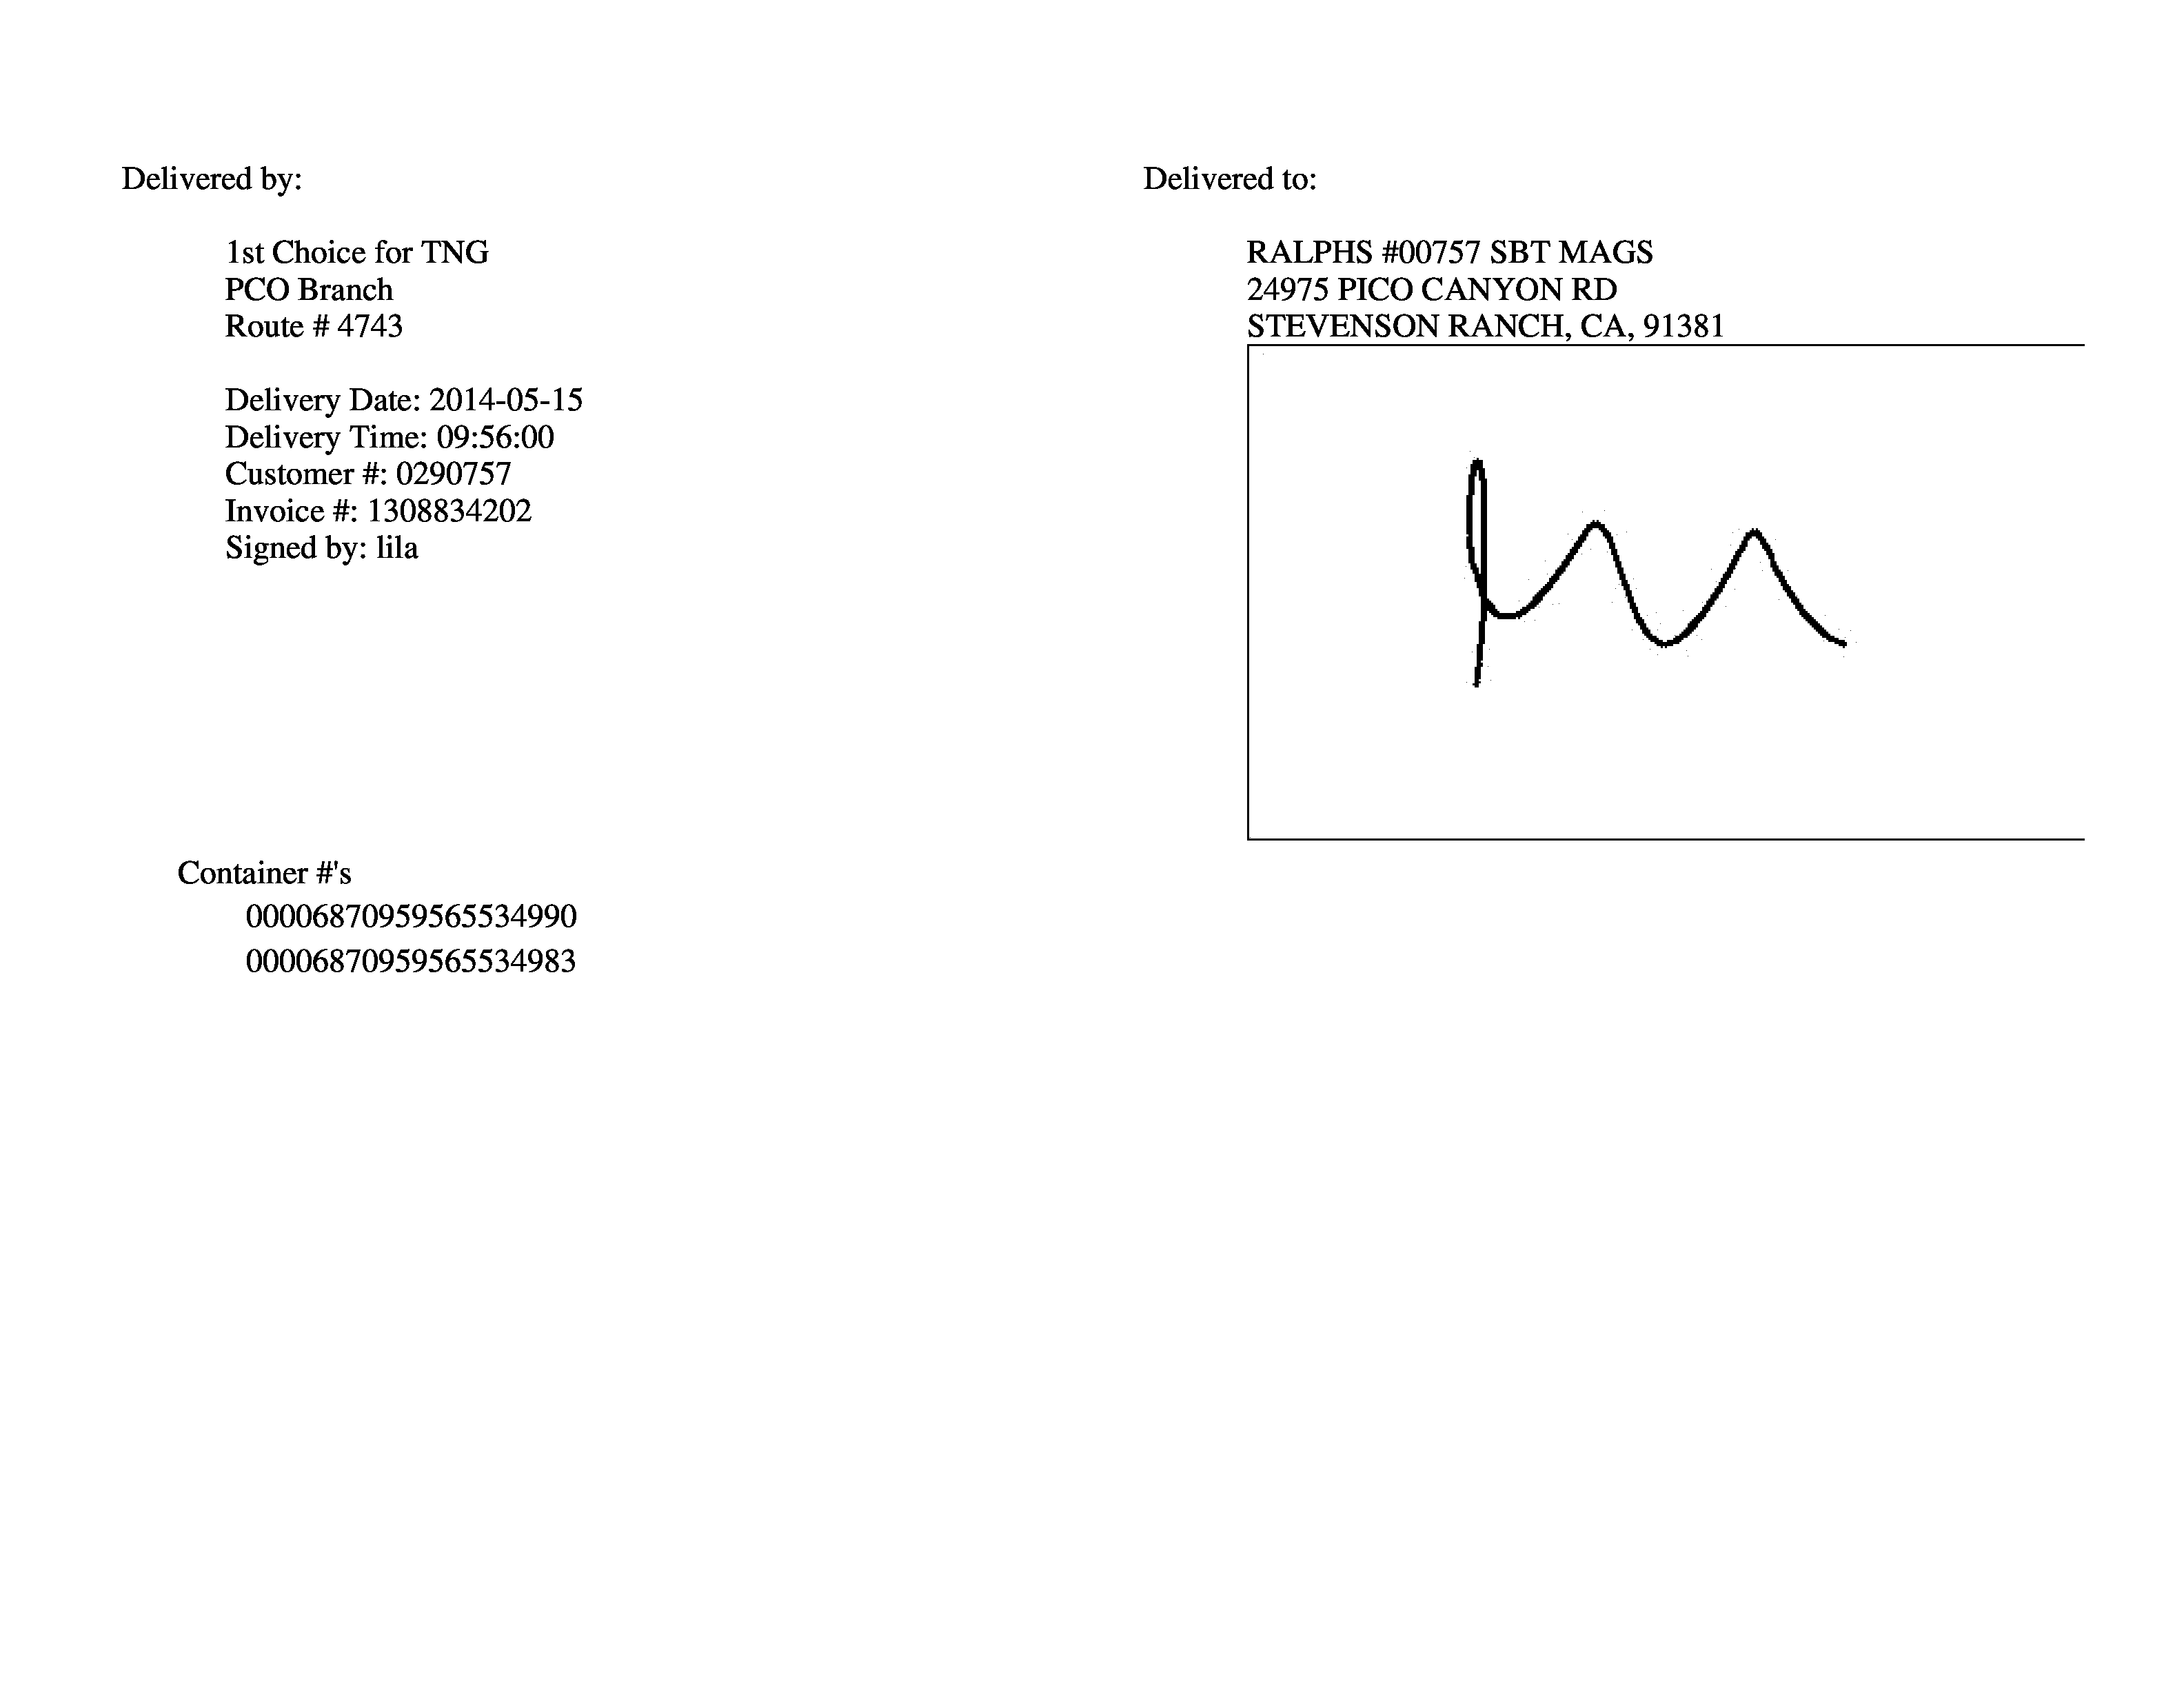 Delivered by:
1st Choice for TNG
PCO Branch
Route # 4743
Delivery Date: 2014-05-15
Delivery Time: 09:56:00
Customer #: 0290757
Invoice #: 1308834202
Signed by: lila
Delivered to:
RALPHS #00757 SBT MAGS
24975 PICO CANYON RD
STEVENSON RANCH, CA, 91381
Container #'s
00006870959565534990
00006870959565534983